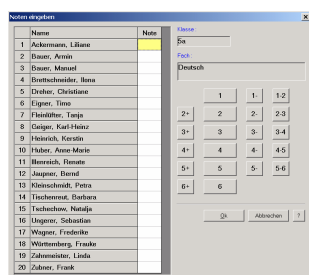 Noten eingeben
Name Note
1 Ackermann, Liliane
2 Bauer, Armin
3 Bauer, Manuel
4 Brettschneider, Ilona
5 Dreher, Christiane
6 Eigner, Timo
7 Fleinlüfter, Tanja
8 Geiger, Karl-Heinz
9 Heinrich, Kerstin
10 Huber, Anne-Marie
11 Illenreich, Renate
12 Jaupner, Bernd
13 Kleinschmidt, Petra
14 Tischenreut, Barbara
15 Tschechow, Natalja
16 Ungerer, Sebastian
17 Wagner, Frederike
18 Württemberg, Frauke
19 Zahnmeister, Linda
20 Zubner, Frank
Klasse:
5a
Fach:
Deutsch
1 1- 1-2
2+ 2 2- 2-3
3+ 3 3- 3-4
4+ 4 4- 4-5
5+ 5 5- 5-6
6+ 6
Ok Abbrechen ?